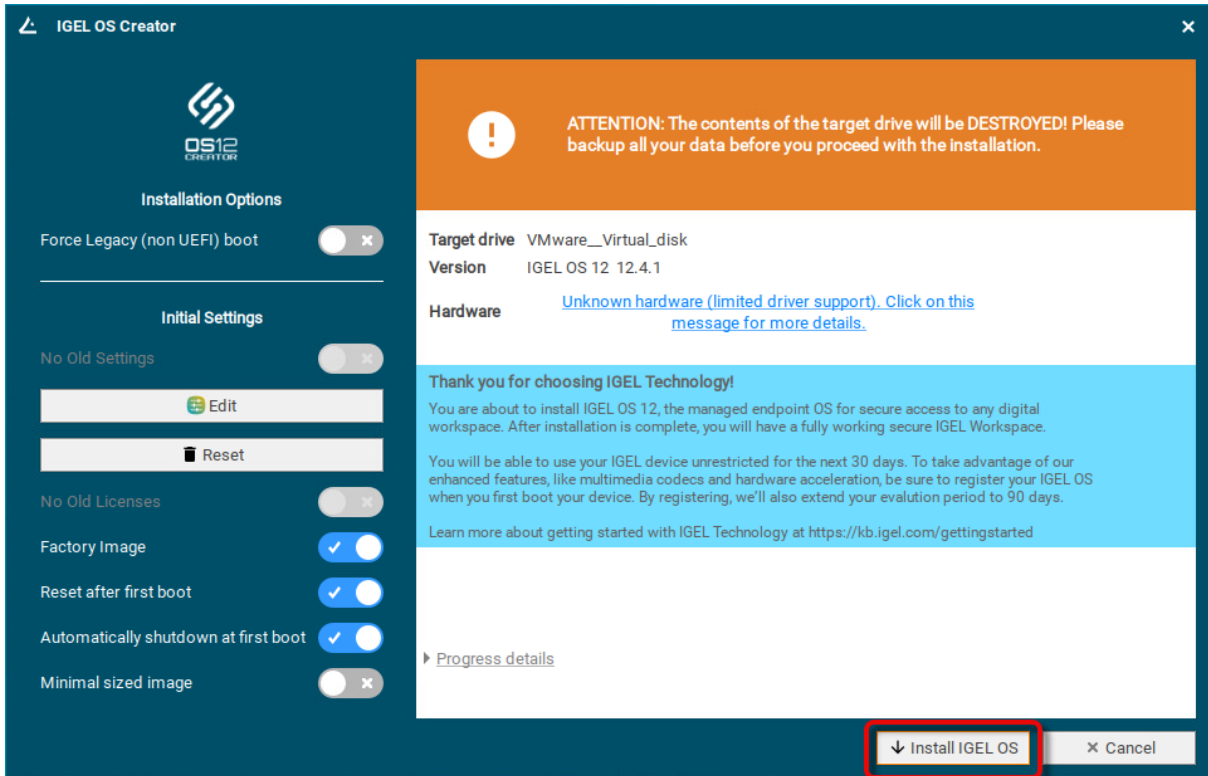 IGEL OS Creator
OS12
CREATOR
Installation Options
Force Legacy (non UEFI) boot
Initial Settings
No Old Settings
Edit
Reset
No Old Licenses
Factory Image
Reset after first boot
Automatically shutdown at first boot
Minimal sized image
ATTENTION: The contents of the target drive will be DESTROYED! Please
backup all your data before you proceed with the installation.
Target drive VMware__Virtual_disk
Version IGEL OS 12 12.4.1
Hardware Unknown hardware (limited driver support). Click on this
message for more details.
Thank you for choosing IGEL Technology!
You are about to install IGEL OS 12, the managed endpoint OS for secure access to any digital
workspace. After installation is complete, you will have a fully working secure IGEL Workspace.
You will be able to use your IGEL device unrestricted for the next 30 days. To take advantage of our
enhanced features, like multimedia codecs and hardware acceleration, be sure to register your IGEL OS
when you first boot your device. By registering, we'll also extend your evalution period to 90 days.
Learn more about getting started with IGEL Technology at https://kb.igel.com/gettingstarted
Progress details
Install IGEL OS
Cancel